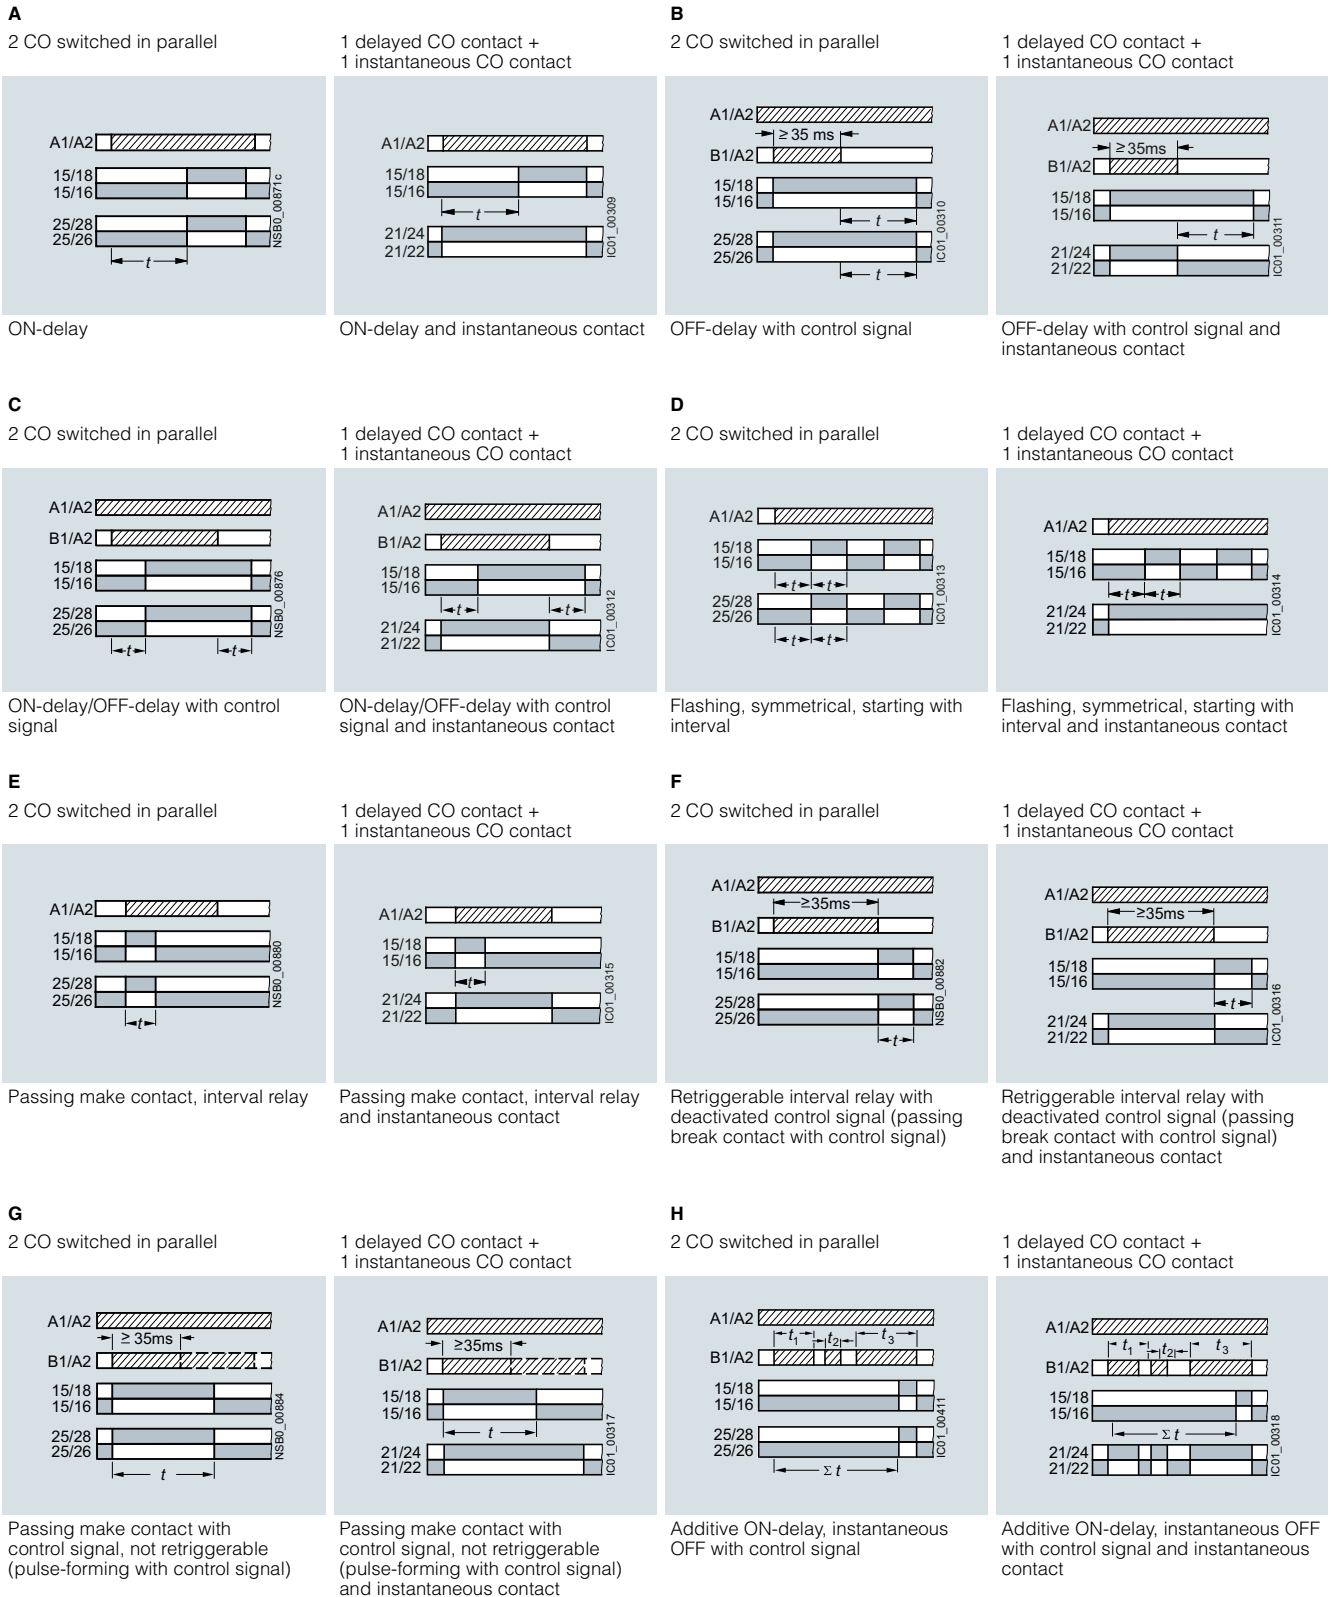 A
2 CO switched in parallel
1 delayed CO contact +
1 instantaneous CO contact
A1/A2
15/18
15/16
25/28
25/26
t
NSB0_00871c
ON-delay
A1/A2
15/18
15/16
t
21/24
21/22
IC01_00309
ON-delay and instantaneous contact
B
2 CO switched in parallel
1 delayed CO contact +
1 instantaneous CO contact
A1/A2
≥ 35 ms
B1/A2
15/18
15/16
t
25/28
25/26
t
IC01_00310
OFF-delay with control signal
A1/A2
≥ 35ms
B1/A2
15/18
15/16
t
21/24
21/22
IC01_00311
OFF-delay with control signal and
instantaneous contact
C
2 CO switched in parallel
1 delayed CO contact +
1 instantaneous CO contact
A1/A2
B1/A2
15/18
15/16
25/28
25/26
t t
NSB0_00876
ON-delay/OFF-delay with control
signal
A1/A2
B1/A2
15/18
15/16
t t
21/24
21/22
IC01_00312
ON-delay/OFF-delay with control
signal and instantaneous contact
D
2 CO switched in parallel
1 delayed CO contact +
1 instantaneous CO contact
A1/A2
15/18
15/16
t t
25/28
25/26
t t
IC01_00313
Flashing, symmetrical, starting with
interval
A1/A2
15/18
15/16
t t
21/24
21/22
IC01_00314
Flashing, symmetrical, starting with
interval and instantaneous contact
E
2 CO switched in parallel
1 delayed CO contact +
1 instantaneous CO contact
A1/A2
15/18
15/16
25/28
25/26
t
NSB0_00880
Passing make contact, interval relay
A1/A2
15/18
15/16
t
21/24
21/22
IC01_00315
Passing make contact, interval relay
and instantaneous contact
F
2 CO switched in parallel
1 delayed CO contact +
1 instantaneous CO contact
A1/A2
≥35ms
B1/A2
15/18
15/16
25/28
25/26
t
NSB0_00882
Retriggerable interval relay with
deactivated control signal (passing
break contact with control signal)
A1/A2
≥35ms
B1/A2
15/18
15/16
t
21/24
21/22
IC01_00316
Retriggerable interval relay with
deactivated control signal (passing
break contact with control signal)
and instantaneous contact
G
2 CO switched in parallel
1 delayed CO contact +
1 instantaneous CO contact
A1/A2
≥ 35ms
B1/A2
15/18
15/16
25/28
25/26
t
NSB0_00884
Passing make contact with
control signal, not retriggerable
(pulse-forming with control signal)
A1/A2
≥35ms
B1/A2
15/18
15/16
t
21/24
21/22
IC01_00317
Passing make contact with
control signal, not retriggerable
(pulse-forming with control signal)
and instantaneous contact
H
2 CO switched in parallel
1 delayed CO contact +
1 instantaneous CO contact
A1/A2
t1 t2 t3
B1/A2
15/18
15/16
25/28
25/26
Σ t
IC01_00411
Additive ON-delay, instantaneous
OFF with control signal
A1/A2
t1 t2 t3
B1/A2
15/18
15/16
Σ t
21/24
21/22
IC01_00318
Additive ON-delay, instantaneous OFF
with control signal and instantaneous
contact